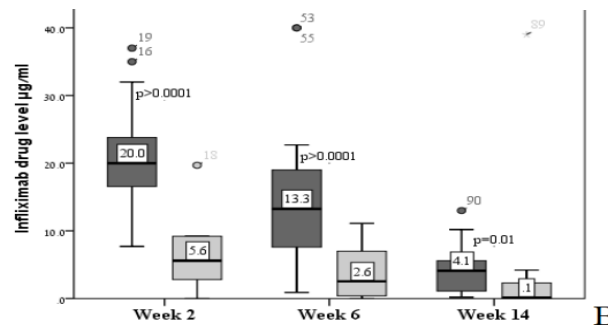 Infliximab drug level µg/ml
40.0
30.0
20.0
10.0
.0
19
16
p>0.0001
20.0
18
5.6
53
55
p>0.0001
13.3
2.6
89
90
p=0.01
4.1
.1
Week 2
Week 6
Week 14
E